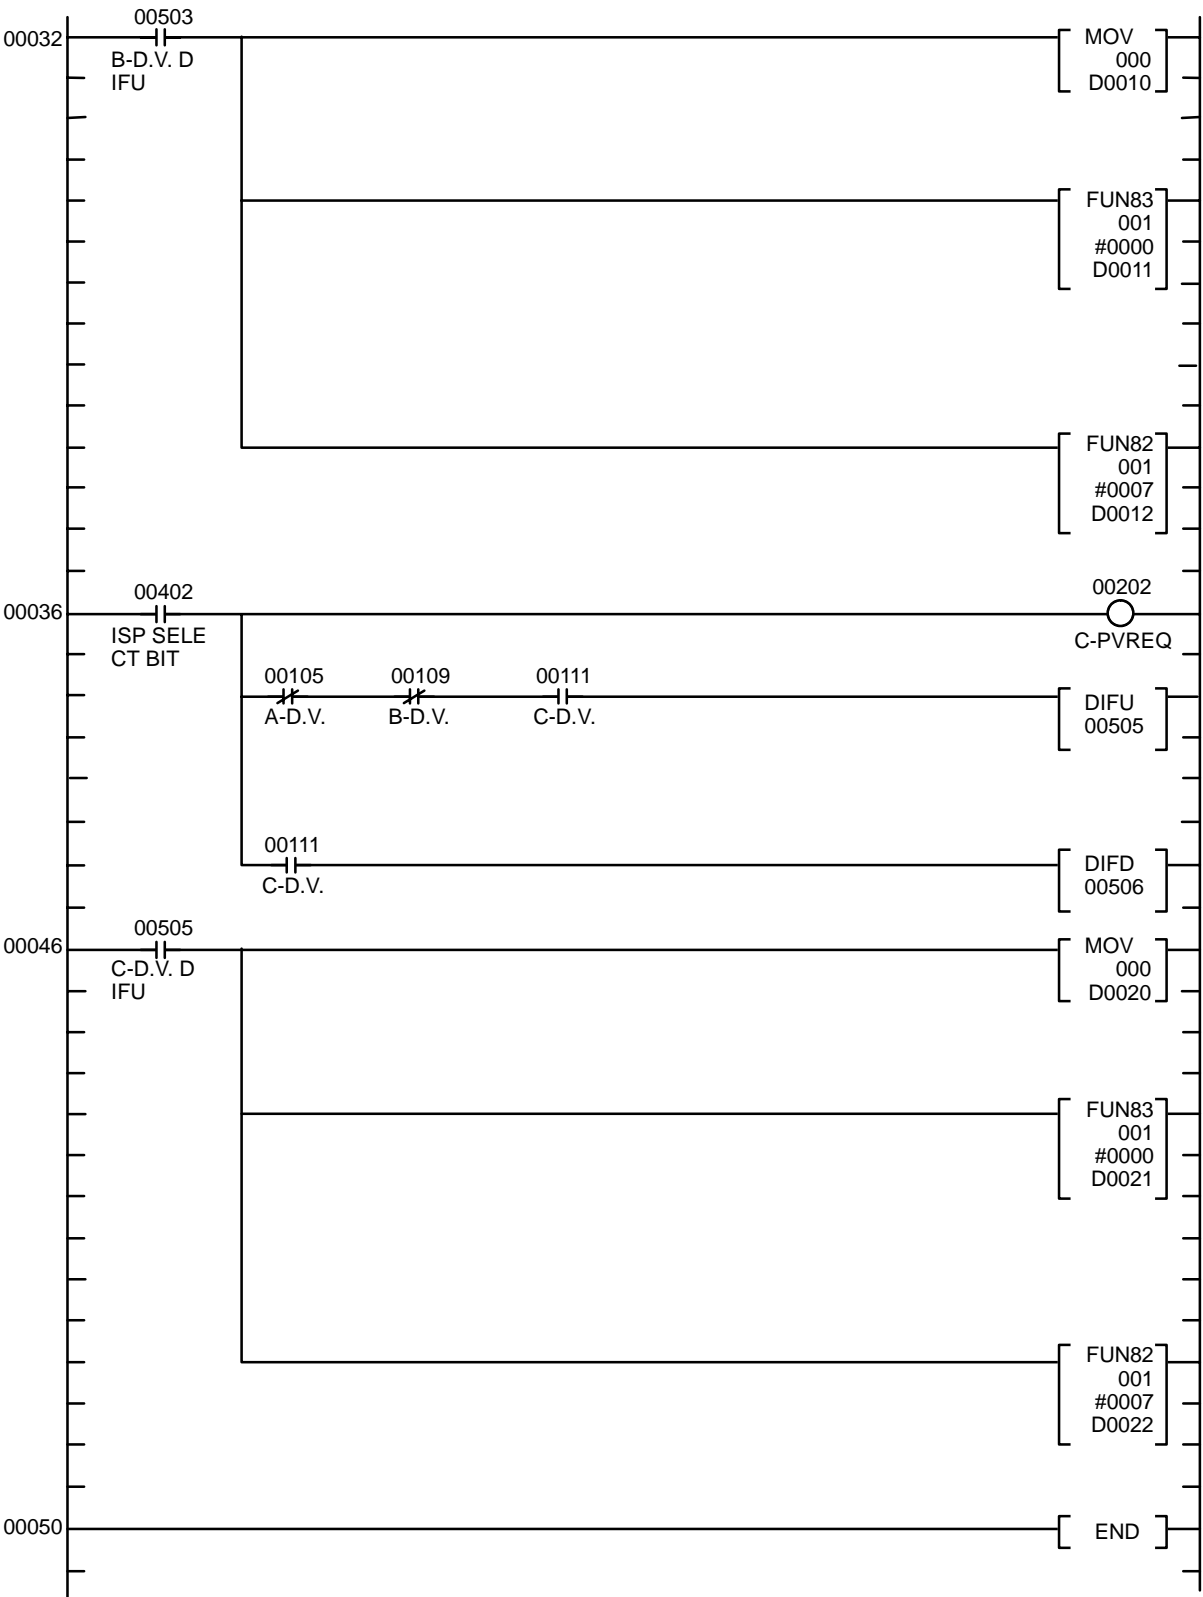 00503
00032
B-D.V. D
IFU
MOV
000
D0010
FUN83
001
#0000
D0011
FUN82
001
#0007
D0012
00402
00036
ISP SELE
CT BIT
00202
C-PVREQ
00105
A-D.V.
00109
B-D.V.
00111
C-D.V.
DIFU
00505
00111
C-D.V.
DIFD
00506
00505
00046
C-D.V. D
IFU
MOV
000
D0020
FUN83
001
#0000
D0021
FUN82
001
#0007
D0022
00050
END